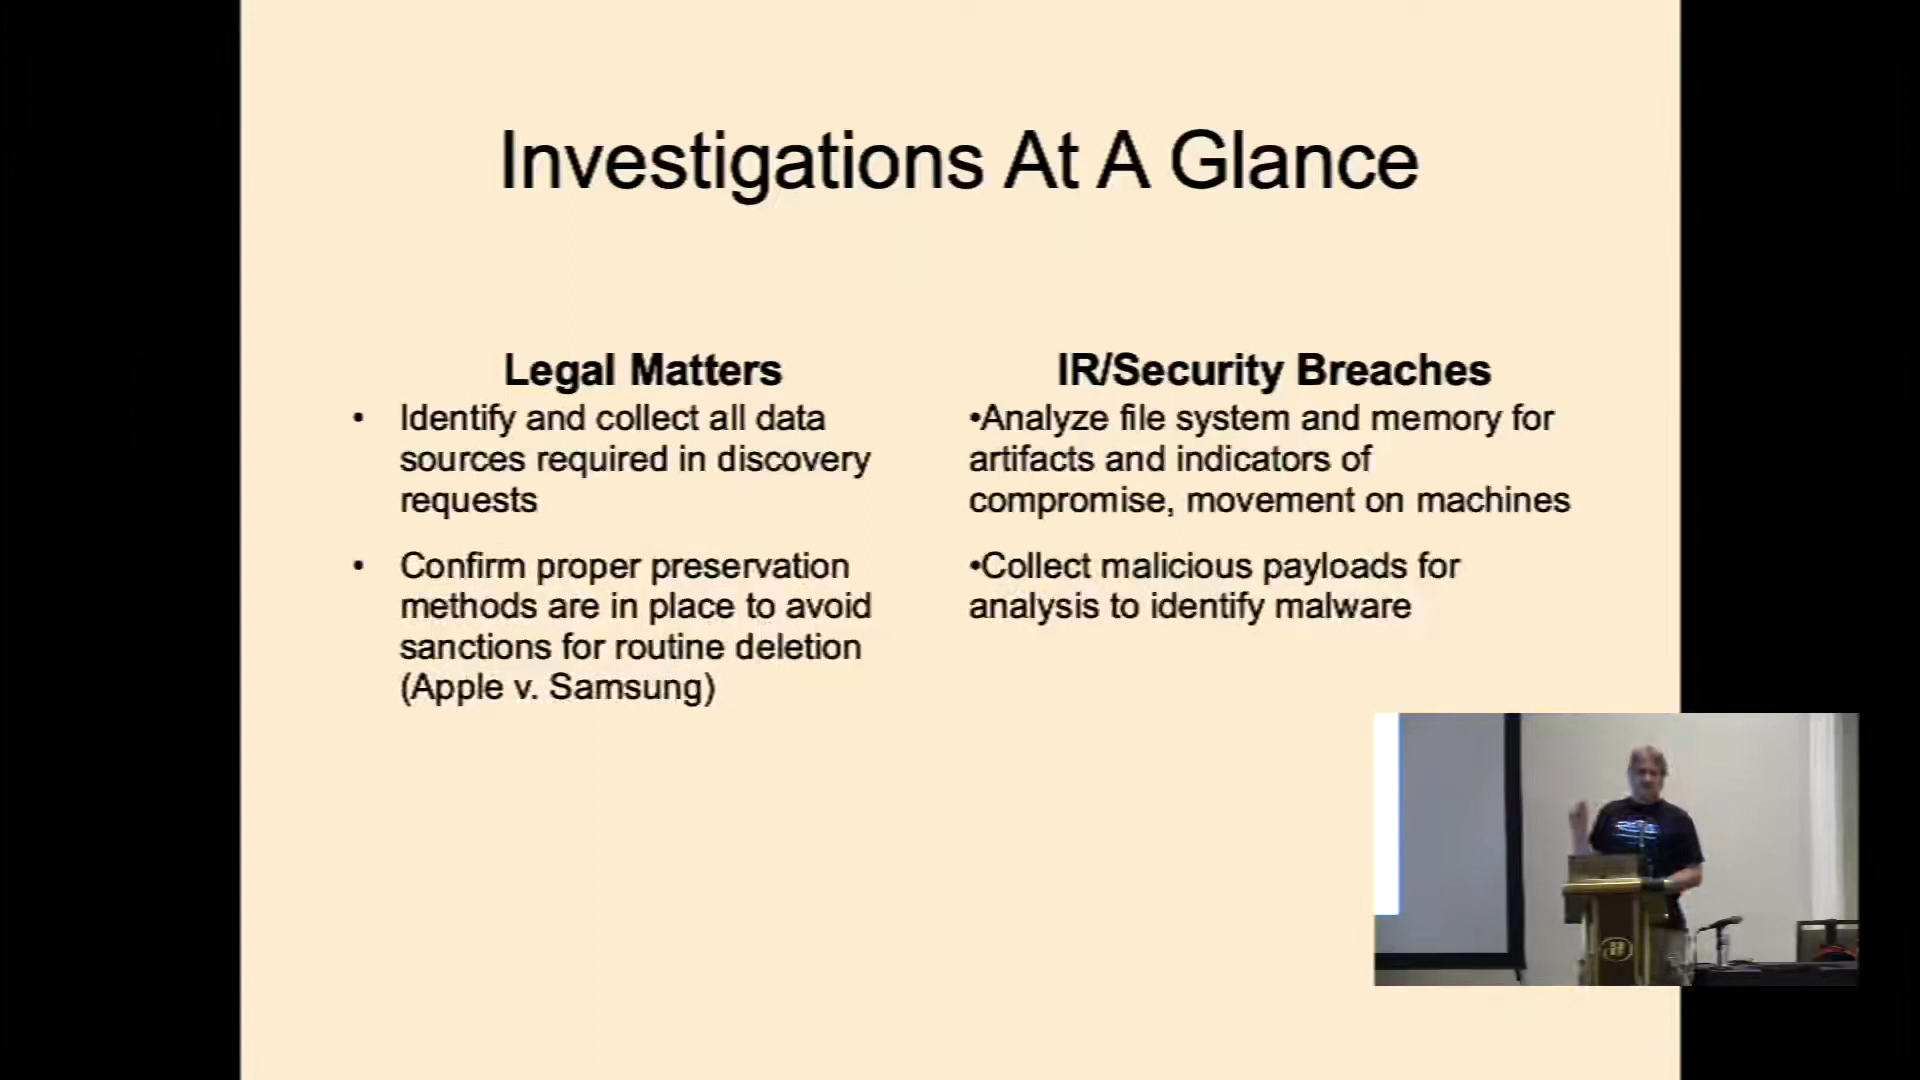 Investigations At A Glance
Legal Matters
• Identify and collect all data
sources required in discovery
requests
• Confirm proper preservation
methods are in place to avoid
sanctions for routine deletion
(Apple v. Samsung)
IR/Security Breaches
•Analyze file system and memory for
artifacts and indicators of
compromise, movement on machines
•Collect malicious payloads for
analysis to identify malware